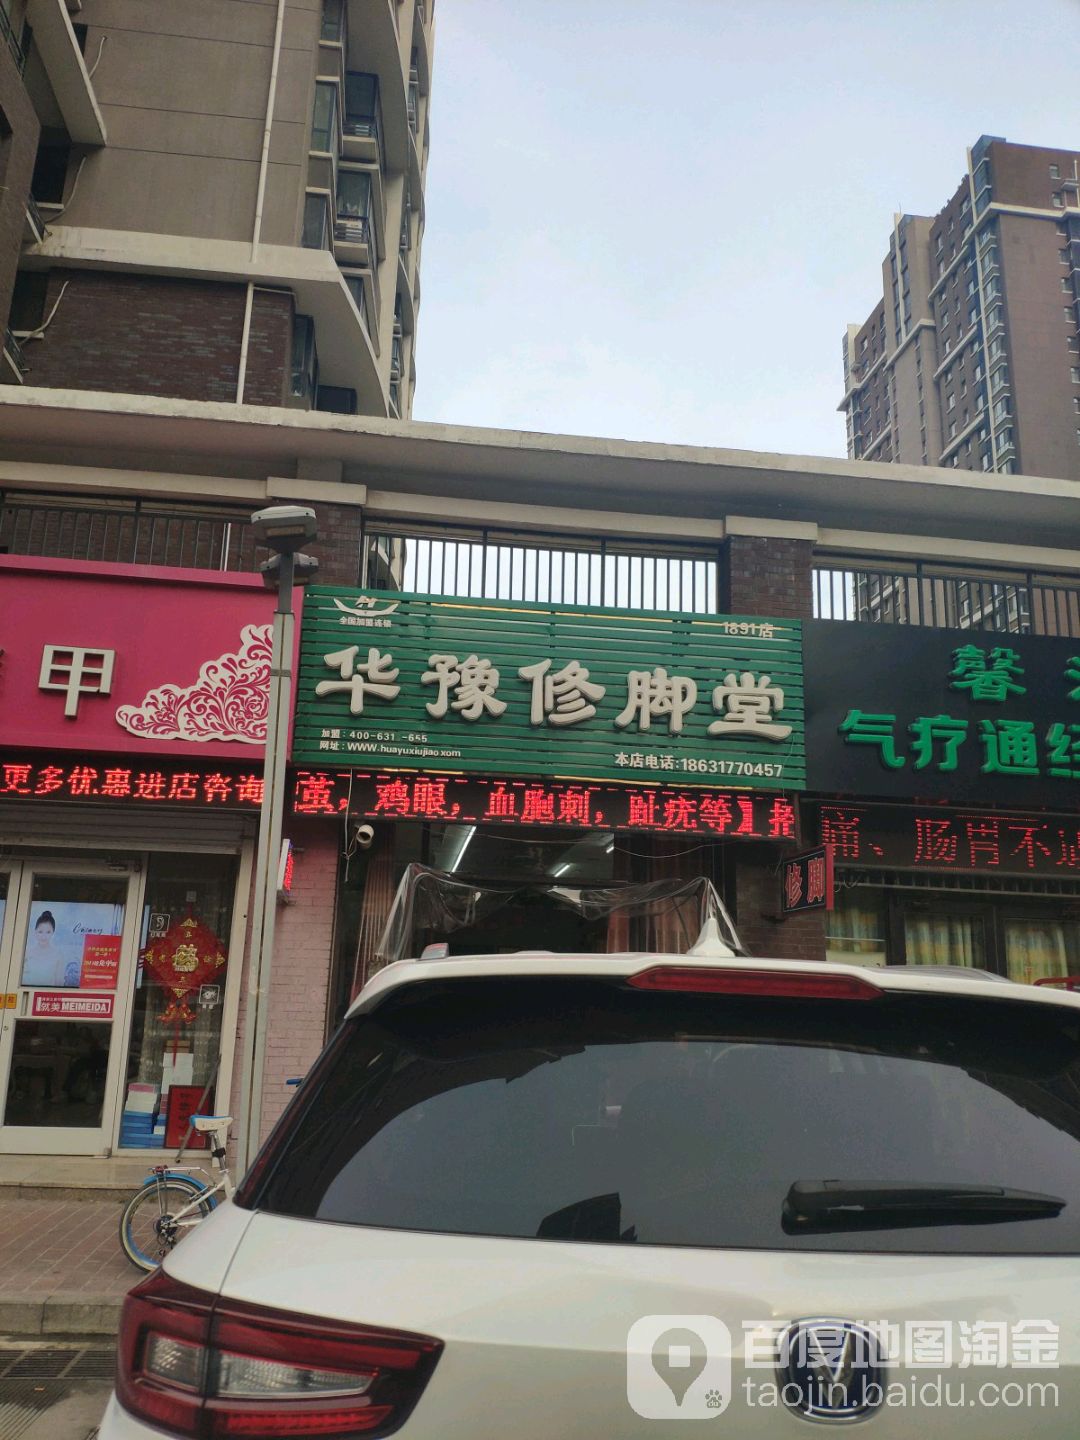 1891店
全国加盟连锁
华豫修脚堂
加盟：400-631 -655
网址：WWW.huayuxiujiao xom
本店电话:18631770457
甲
馨
气疗通经
更多优惠进店咨询
茧，鸡眼，血胞刺，趾疣等】
痛、肠胃不适
修脚
MEIMEIDA
百度地图淘金
taojin.baidu.com